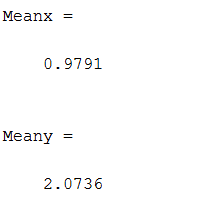 Meanx =
0.9791
Meany =
2.0736